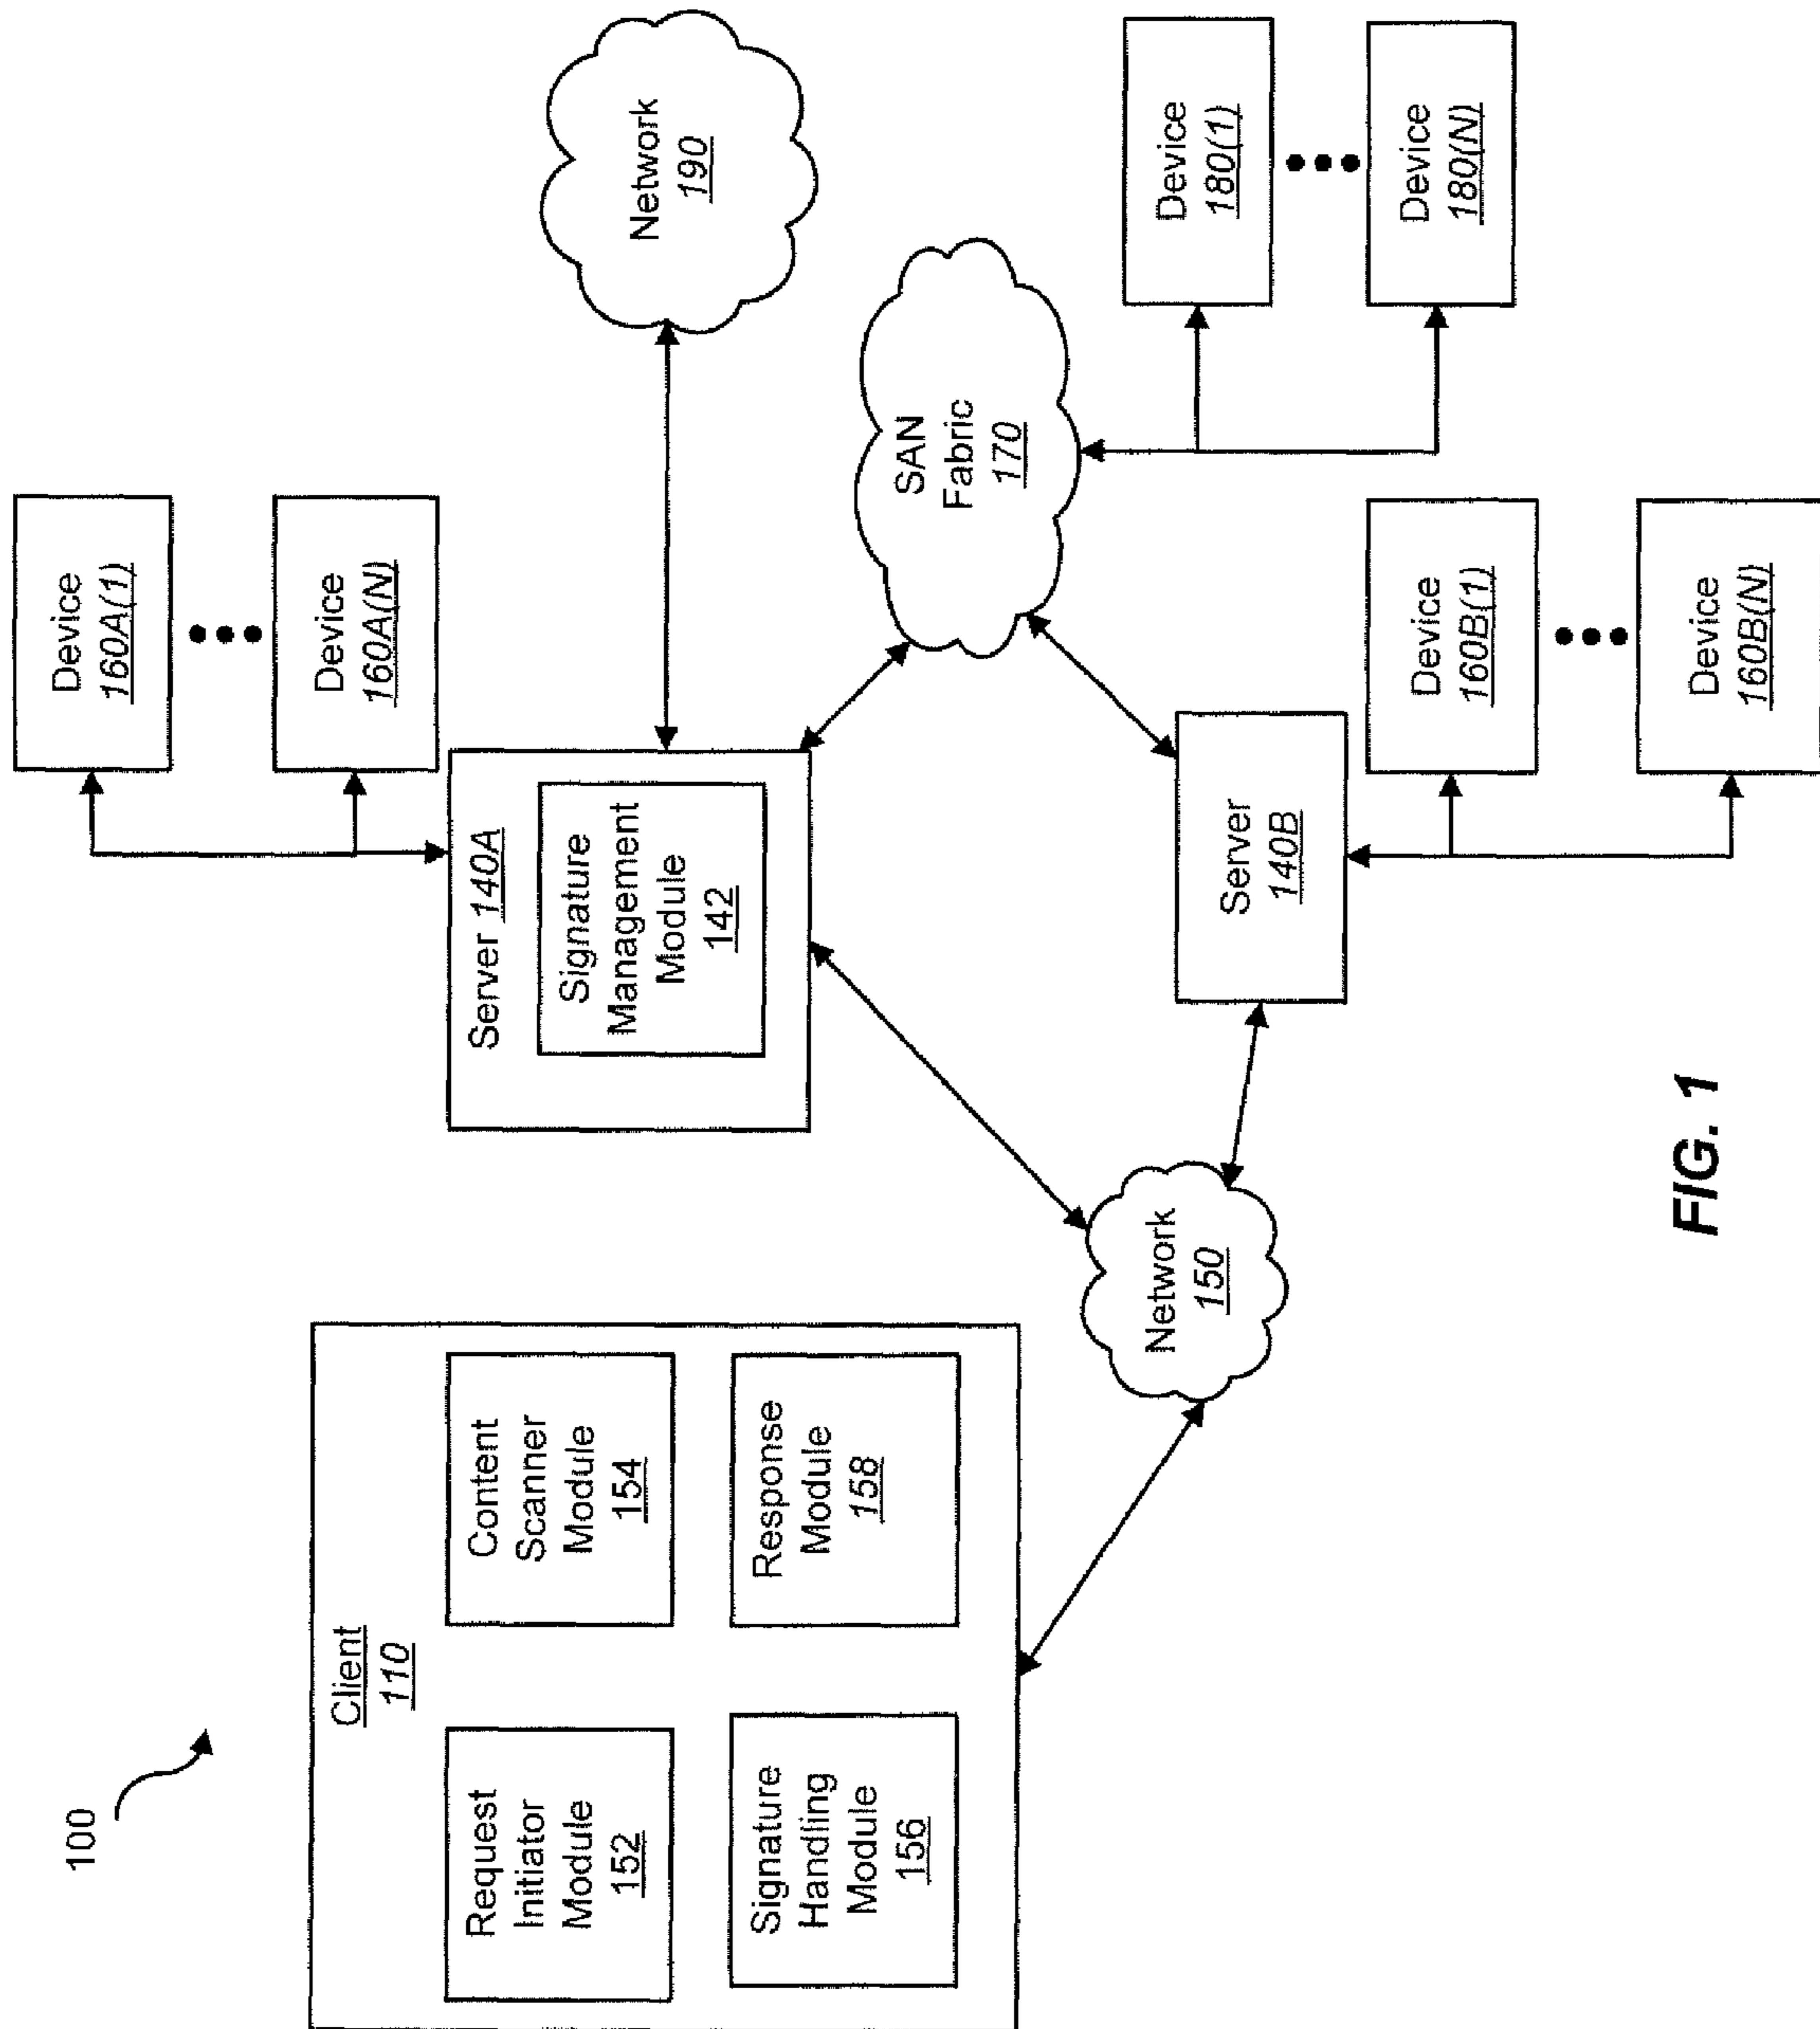 100
Client
110
Request
Initiator
Module
152
Content
Scanner
Module
154
Signature
Handling
Module
156
Response
Module
158
Network
150
Server 140A
Signature
Management
Module
142
Device
160A(1)
Device
160A(N)
Network
190
SAN
Fabric
170
Server
140B
Device
160B(1)
Device
160B(N)
Device
180(1)
Device
180(N)
FIG. 1